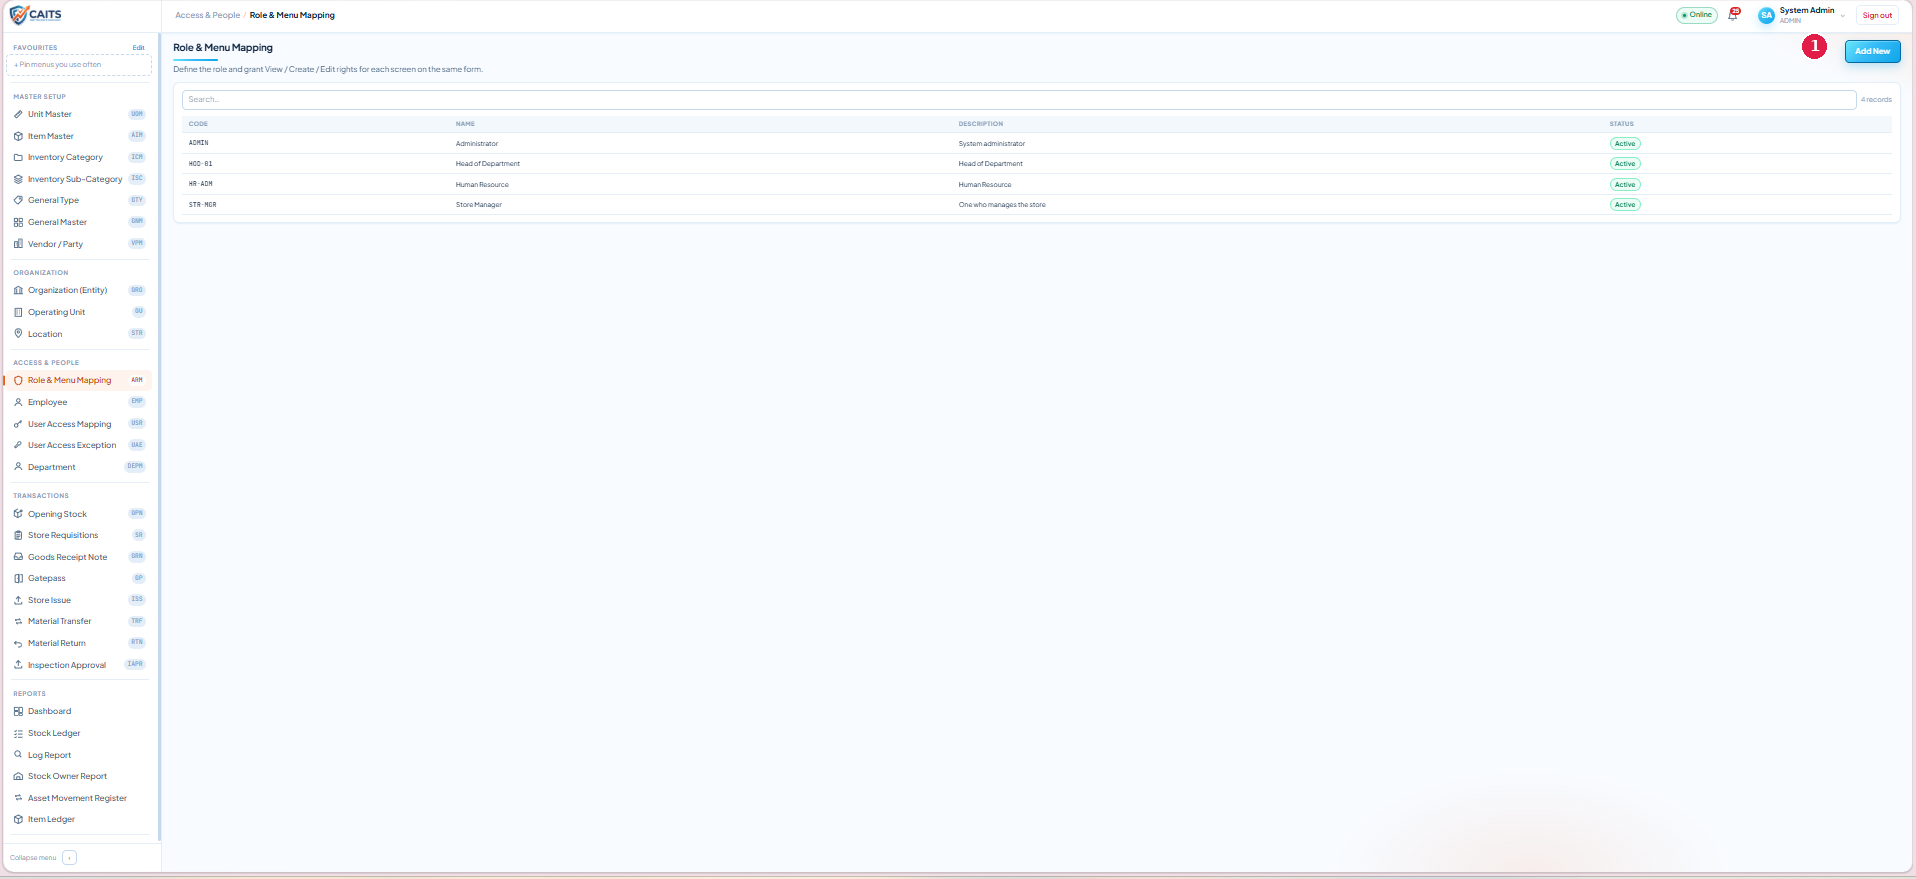 CAITS
Access & People / Role & Menu Mapping
Online
25
SA
System Admin
ADMIN
Sign out
FAVOURITES
Edit
+ Pin menus you use often
MASTER SETUP
Unit Master UOM
Item Master AIM
Inventory Category ICM
Inventory Sub-Category ISC
General Type GTY
General Master GNM
Vendor / Party VPM
ORGANIZATION
Organization (Entity) ORG
Operating Unit OU
Location STR
ACCESS & PEOPLE
Role & Menu Mapping ARM
Employee EMP
User Access Mapping USR
User Access Exception UAE
Department DEPM
TRANSACTIONS
Opening Stock OPN
Store Requisitions SR
Goods Receipt Note GRN
Gatepass GP
Store Issue ISS
Material Transfer TRF
Material Return RTN
Inspection Approval IAPR
REPORTS
Dashboard
Stock Ledger
Log Report
Stock Owner Report
Asset Movement Register
Item Ledger
Collapse menu
Role & Menu Mapping
Define the role and grant View / Create / Edit rights for each screen on the same form.
1
Add New
Search...
4 records
CODE NAME DESCRIPTION STATUS
ADMIN Administrator System administrator Active
HOD-01 Head of Department Head of Department Active
HR-ADM Human Resource Human Resource Active
STR-MGR Store Manager One who manages the store Active